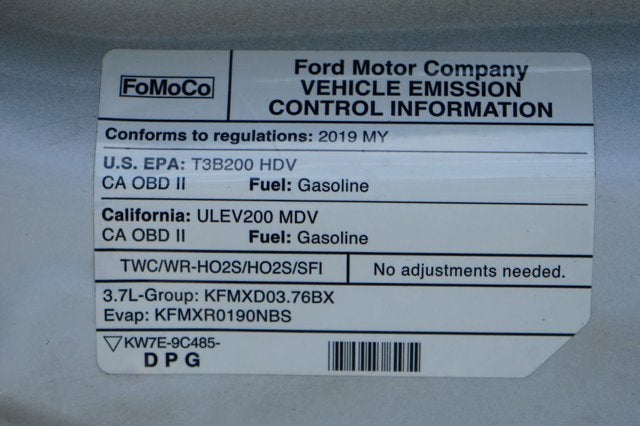 FoMoCo
Ford Motor Company
VEHICLE EMISSION
CONTROL INFORMATION
Conforms to regulations: 2019 MY
U.S. EPA: T3B200 HDV
CA OBD II Fuel: Gasoline
California: ULEV200 MDV
CA OBD II Fuel: Gasoline
TWC/WR-HO2S/HO2S/SFI No adjustments needed.
3.7L-Group: KFMXD03.76BX
Evap: KFMXR0190NBS
▽KW7E-9C485-
DPG